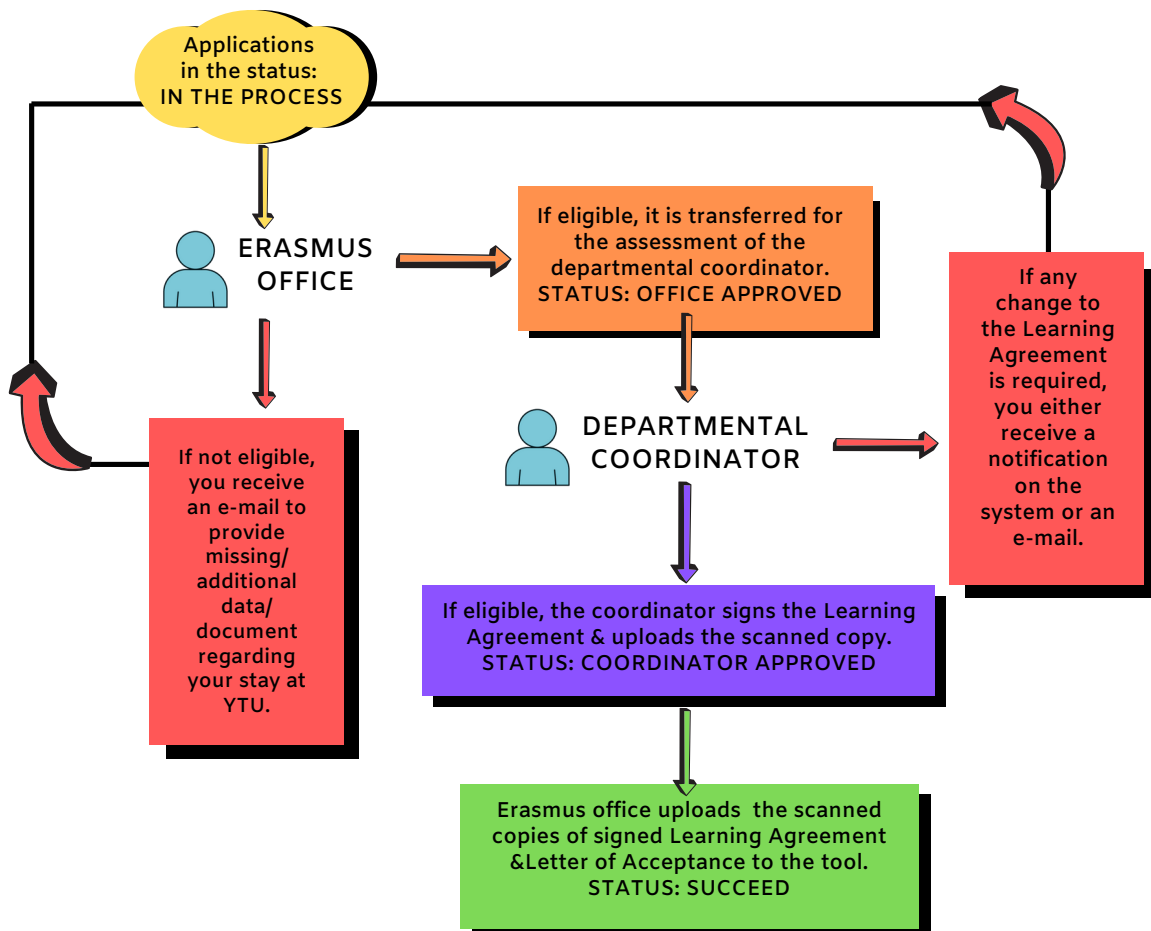 Applications
in the status:
IN THE PROCESS
ERASMUS
OFFICE
If eligible, it is transferred for
the assessment of the
departmental coordinator.
STATUS: OFFICE APPROVED
If not eligible,
you receive
an e-mail to
provide
missing/
additional
data/
document
regarding
your stay at
YTU.
DEPARTMENTAL
COORDINATOR
If any
change to
the Learning
Agreement
is required,
you either
receive a
notification
on the
system or an
e-mail.
If eligible, the coordinator signs the Learning
Agreement & uploads the scanned copy.
STATUS: COORDINATOR APPROVED
Erasmus office uploads  the scanned
copies of signed Learning Agreement
&Letter of Acceptance to the tool.
STATUS: SUCCEED